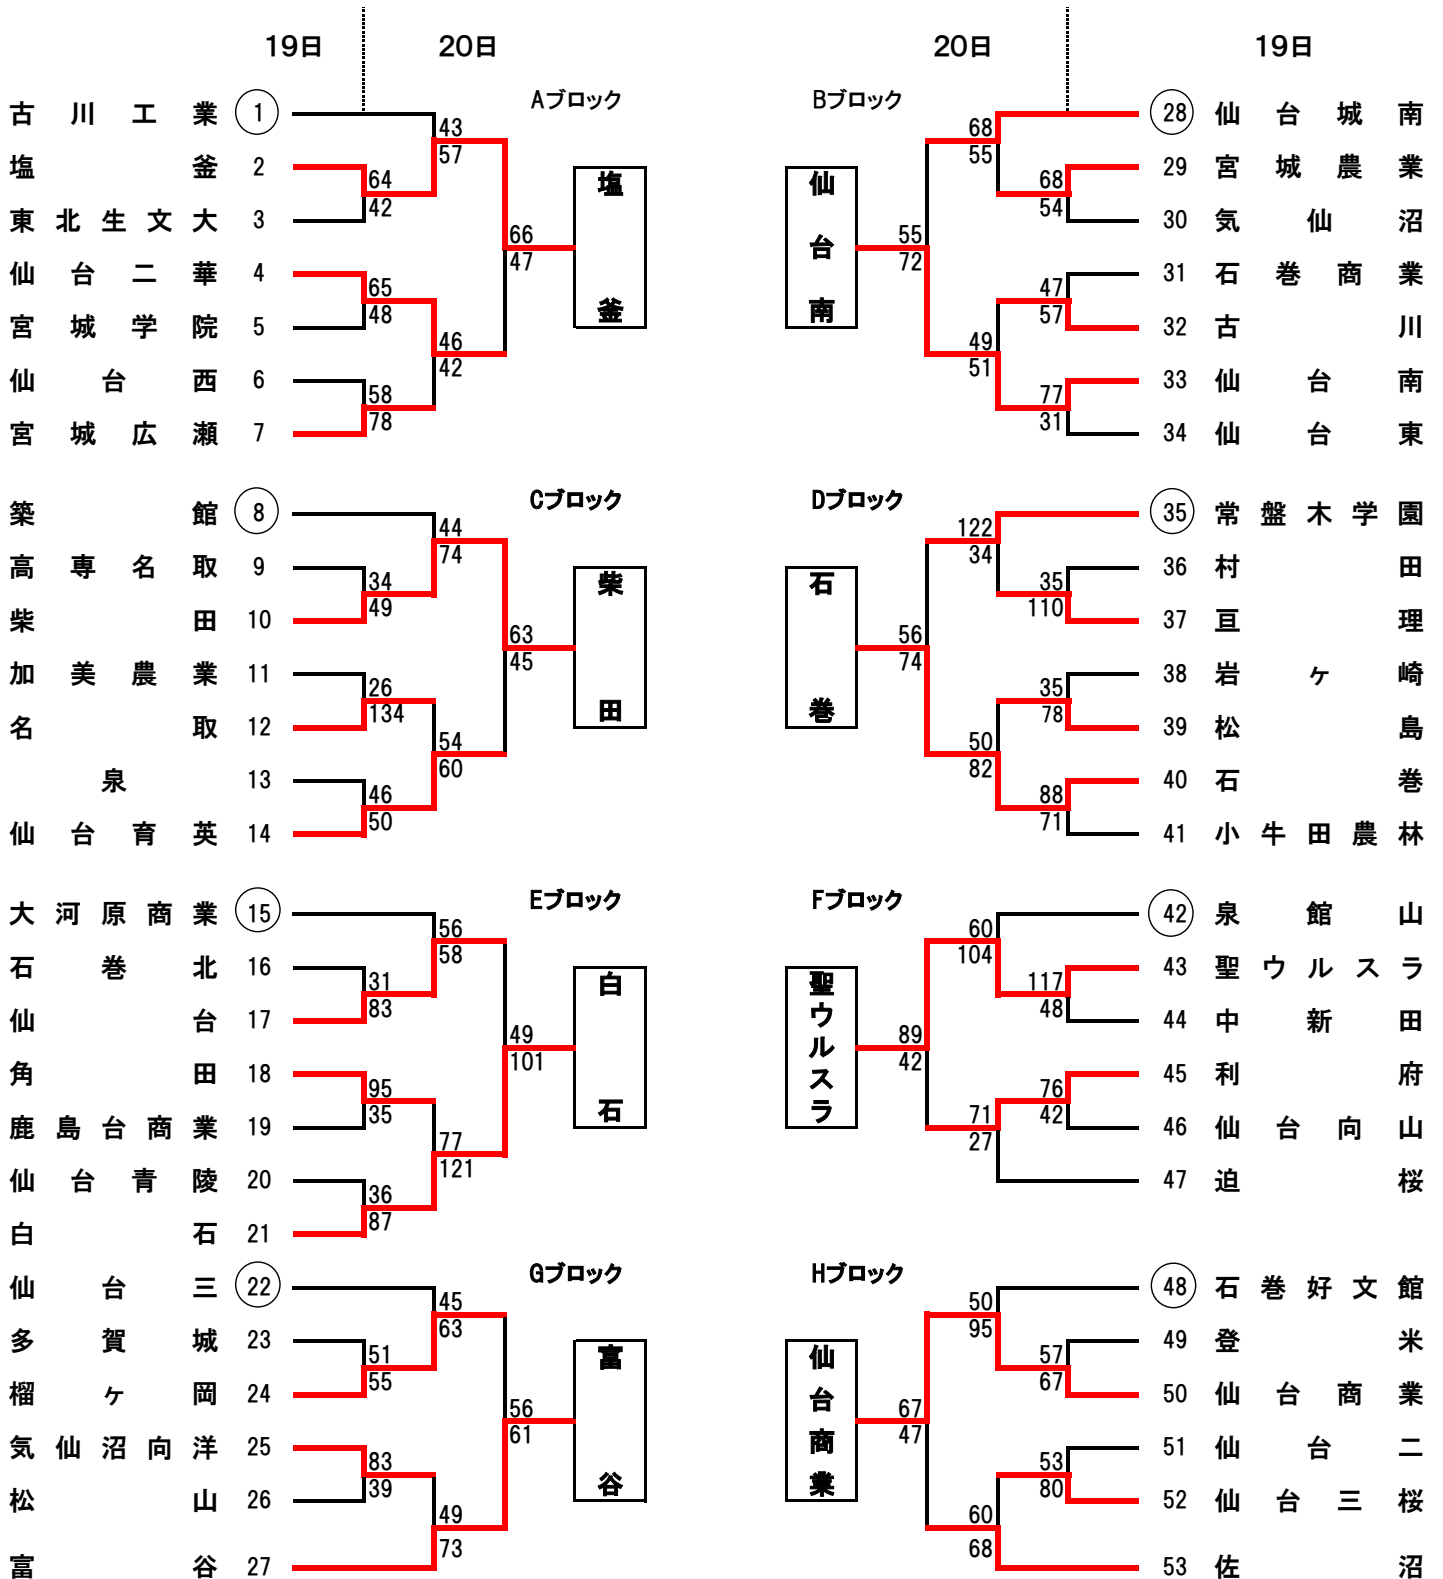 19日 20日 20日 19日
Aブロック Bブロック
古川工業 1
塩釜 2
東北生文大 3
仙台二華 4
宮城学院 5
仙台西 6
宮城広瀬 7
43
57
64
42
65
48
46
42
58
78
66
47
塩釜
仙台南
28 仙台城南
29 宮城農業
30 気仙沼
31 石巻商業
32 古川
33 仙台南
34 仙台東
68
55
68
54
55
72
47
57
49
51
77
31
Cブロック Dブロック
築館 8
高専名取 9
柴田 10
加美農業 11
名取 12
泉 13
仙台育英 14
44
74
34
49
63
45
26
134
54
60
46
50
柴田
石巻
35 常盤木学園
36 村田
37 亘理
38 岩ヶ崎
39 松島
40 石巻
41 小牛田農林
122
34
35
110
56
74
35
78
50
82
88
71
Eブロック Fブロック
大河原商業 15
石巻北 16
仙台 17
角田 18
鹿島台商業 19
仙台青陵 20
白石 21
56
58
31
83
49
101
95
35
77
121
36
87
白石
聖ウルスラ
42 泉館山
43 聖ウルスラ
44 中新田
45 利府
46 仙台向山
47 迫桜
60
104
117
48
89
42
76
42
71
27
Gブロック Hブロック
仙台三 22
多賀城 23
榴ヶ岡 24
気仙沼向洋 25
松山 26
富谷 27
45
63
51
55
56
61
83
39
49
73
富谷
仙台商業
48 石巻好文館
49 登米
50 仙台商業
51 仙台二
52 仙台三桜
53 佐沼
50
95
57
67
67
47
53
80
60
68